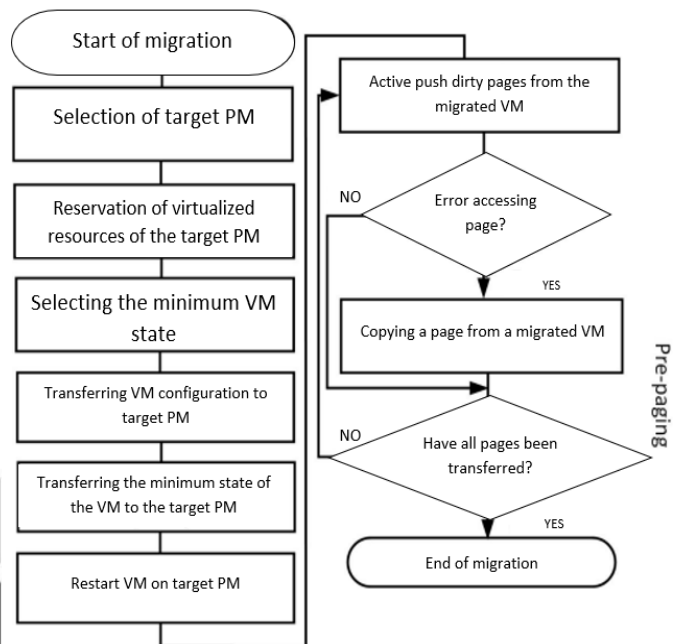 Start of migration
Selection of target PM
Reservation of virtualized
resources of the target PM
Selecting the minimum VM
state
Transferring VM configuration to
target PM
Transferring the minimum state of
the VM to the target PM
Restart VM on target PM
Active push dirty pages from the
migrated VM
Error accessing
page?
NO
YES
Copying a page from a migrated VM
Have all pages been
transferred?
NO
YES
End of migration
Pre-paging